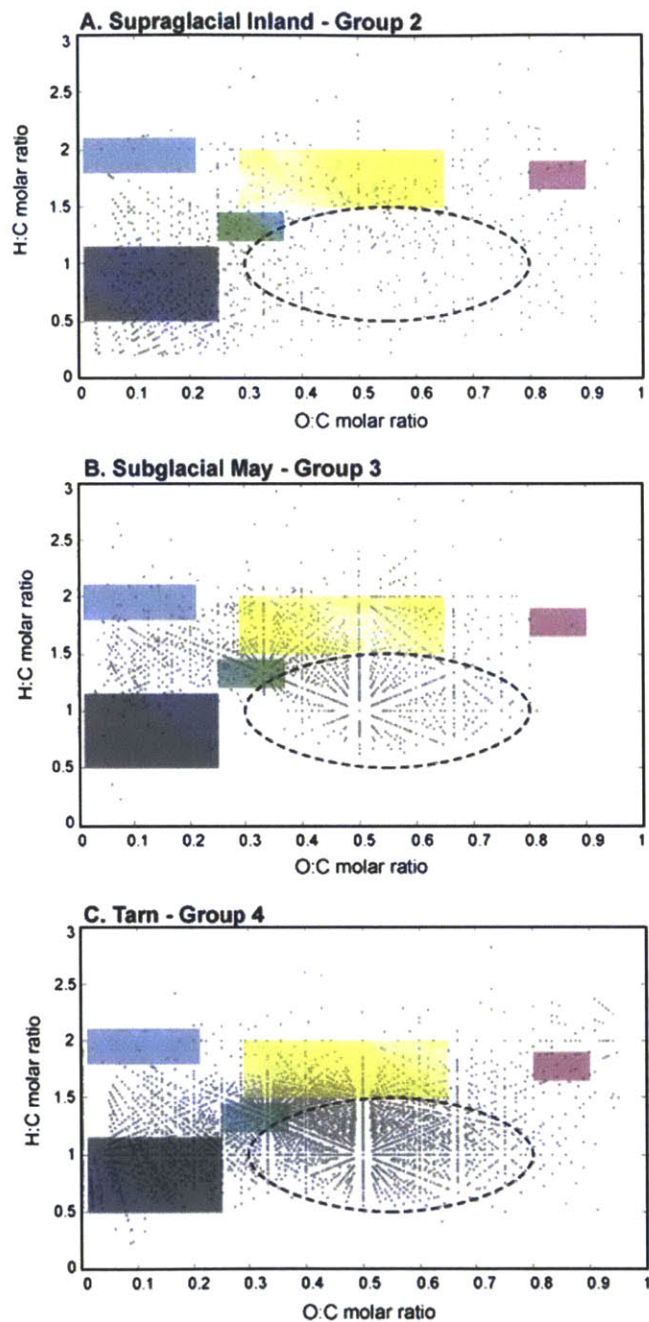 A. Supraglacial Inland - Group 2
3
2.5
2
1.5
1
0.5
0
H:C molar ratio
0 0.1 0.2 0.3 0.4 0.5 0.6 0.7 0.8 0.9 1
O:C molar ratio
B. Subglacial May - Group 3
3
2.5
2
1.5
1
0.5
0
H:C molar ratio
0 0.1 0.2 0.3 0.4 0.5 0.6 0.7 0.8 0.9 1
O:C molar ratio
C. Tarn - Group 4
3
2.5
2
1.5
1
0.5
0
H:C molar ratio
0 0.1 0.2 0.3 0.4 0.5 0.6 0.7 0.8 0.9 1
O:C molar ratio